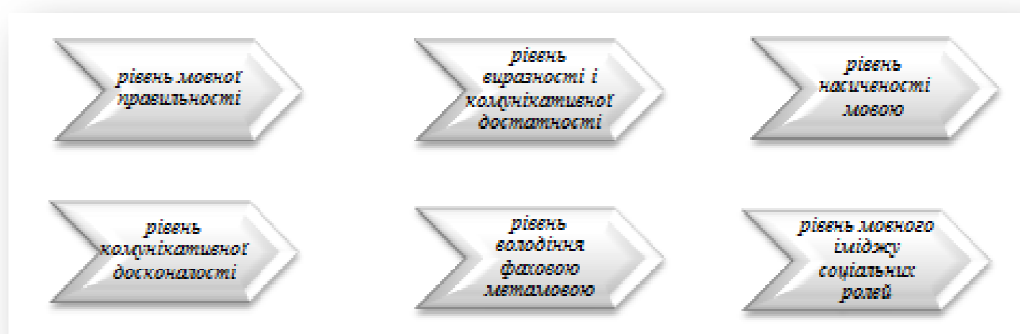 рівень мовної
правильності
рівень
виразності і
комунікативної
достатності
рівень
насиченості
мовою
рівень
комунікативної
досконалості
рівень
володіння
фаховою
метамовою
рівень мовного
іміджу
соціальних
ролей